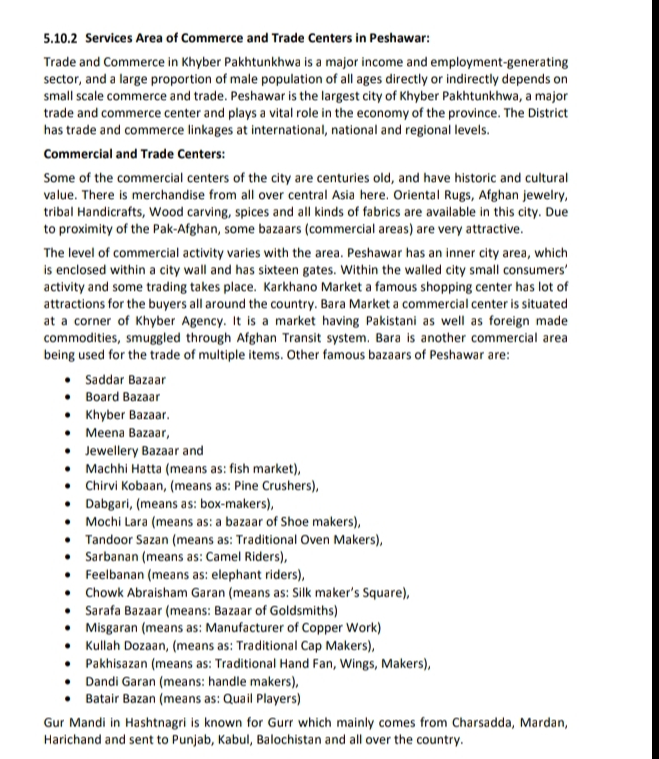 5.10.2 Services Area of Commerce and Trade Centers in Peshawar:
Trade and Commerce in Khyber Pakhtunkhwa is a major income and employment-generating
sector, and a large proportion of male population of all ages directly or indirectly depends on
small scale commerce and trade. Peshawar is the largest city of Khyber Pakhtunkhwa, a major
trade and commerce center and plays a vital role in the economy of the province. The District
has trade and commerce linkages at international, national and regional levels.
Commercial and Trade Centers:
Some of the commercial centers of the city are centuries old, and have historic and cultural
value. There is merchandise from all over central Asia here. Oriental Rugs, Afghan jewelry,
tribal Handicrafts, Wood carving, spices and all kinds of fabrics are available in this city. Due
to proximity of the Pak-Afghan, some bazaars (commercial areas) are very attractive.
The level of commercial activity varies with the area. Peshawar has an inner city area, which
is enclosed within a city wall and has sixteen gates. Within the walled city small consumers'
activity and some trading takes place. Karkhano Market a famous shopping center has lot of
attractions for the buyers all around the country. Bara Market a commercial center is situated
at a corner of Khyber Agency. It is a market having Pakistani as well as foreign made
commodities, smuggled through Afghan Transit system. Bara is another commercial area
being used for the trade of multiple items. Other famous bazaars of Peshawar are:
• Saddar Bazaar
• Board Bazaar
• Khyber Bazaar.
• Meena Bazaar,
• Jewellery Bazaar and
• Machhi Hatta (means as: fish market),
• Chirvi Kobaan, (means as: Pine Crushers),
• Dabgari, (means as: box-makers),
• Mochi Lara (means as: a bazaar of Shoe makers),
• Tandoor Sazan (means as: Traditional Oven Makers),
• Sarbanan (means as: Camel Riders),
• Feelbanan (means as: elephant riders),
• Chowk Abraisham Garan (means as: Silk maker's Square),
• Sarafa Bazaar (means: Bazaar of Goldsmiths)
• Misgaran (means as: Manufacturer of Copper Work)
• Kullah Dozaan, (means as: Traditional Cap Makers),
• Pakhisazan (means as: Traditional Hand Fan, Wings, Makers),
• Dandi Garan (means: handle makers),
• Batair Bazan (means as: Quail Players)
Gur Mandi in Hashtnagri is known for Gurr which mainly comes from Charsadda, Mardan,
Harichand and sent to Punjab, Kabul, Balochistan and all over the country.